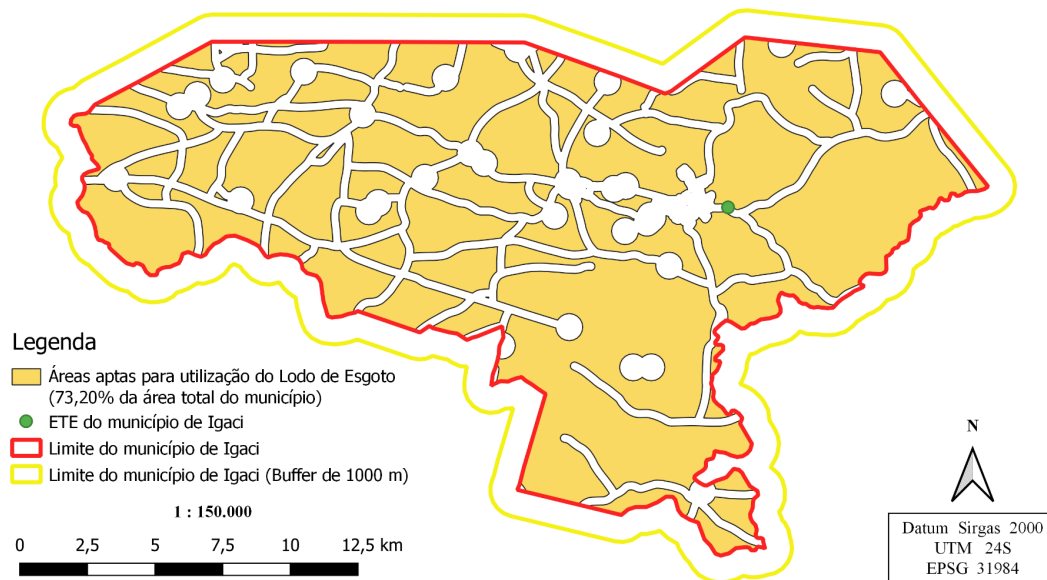 Legenda
Áreas aptas para utilização do Lodo de Esgoto
(73,20% da área total do município)
ETE do município de Igaci
Limite do município de Igaci
Limite do município de Igaci (Buffer de 1000 m)
1 : 150.000
0 2,5 5 7,5 10 12,5 km
N
Datum Sirgas 2000
UTM 24S
EPSG 31984